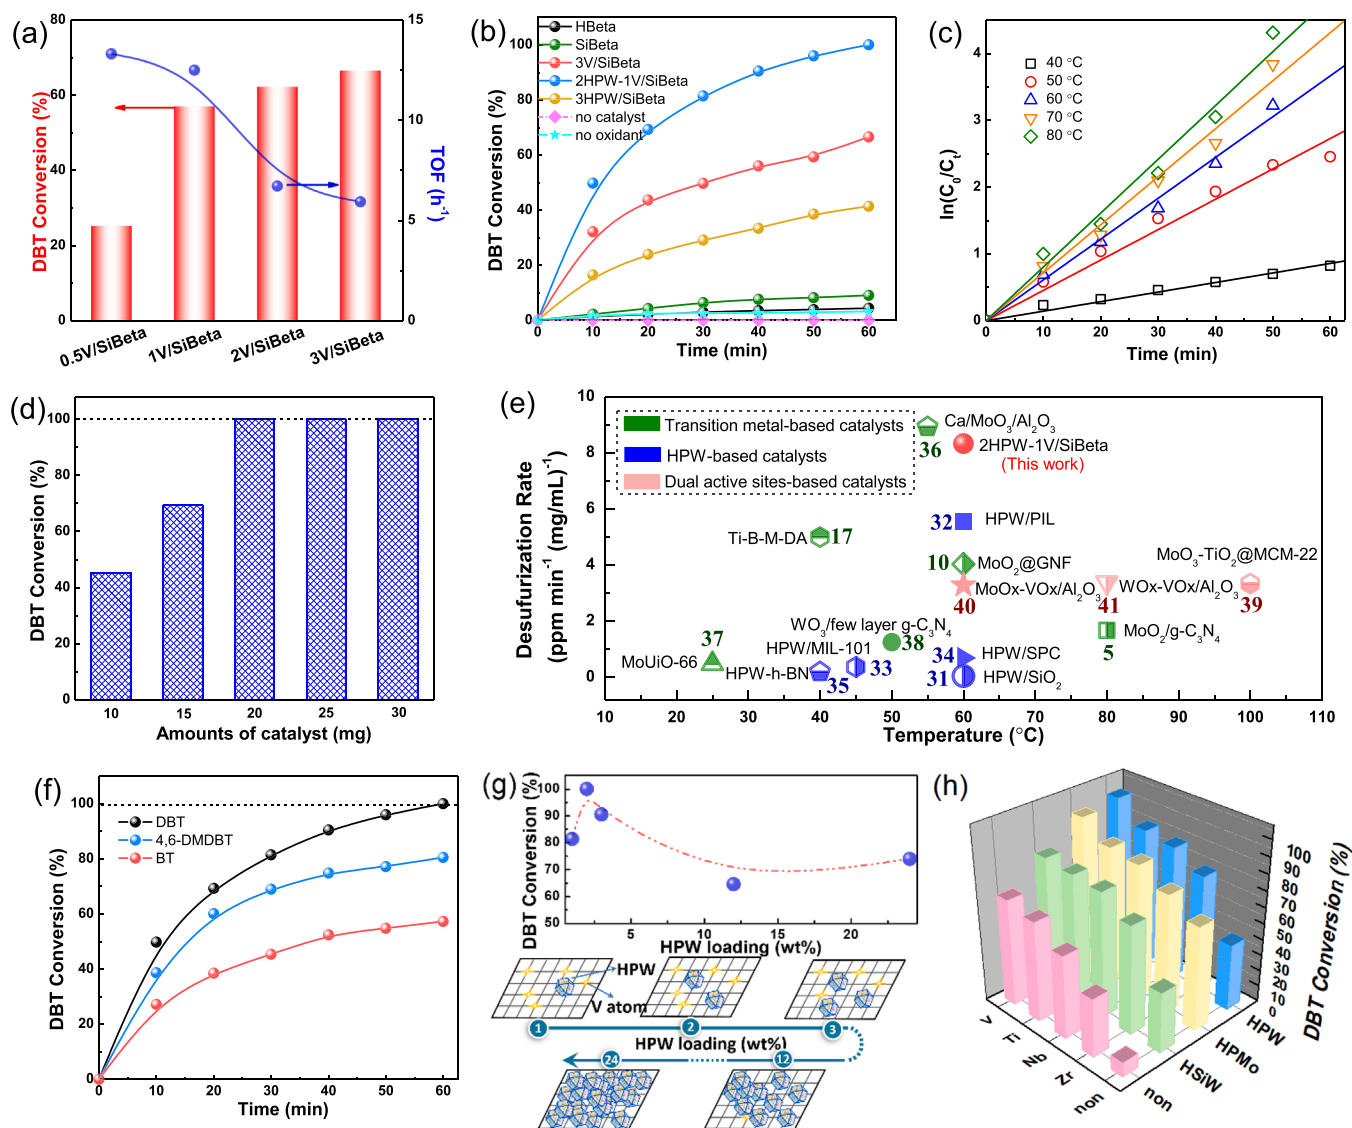 (a)
80
60
40
20
0
DBT Conversion (%)
15
10
5
0
TOF (h⁻¹)
0.5V/SiBeta
1V/SiBeta
2V/SiBeta
3V/SiBeta
(b)
HBeta
SiBeta
3V/SiBeta
2HPW-1V/SiBeta
3HPW/SiBeta
no catalyst
no oxidant
100
80
60
40
20
0
DBT Conversion (%)
0 10 20 30 40 50 60
Time (min)
(c)
40 °C
50 °C
60 °C
70 °C
80 °C
4
3
2
1
0
ln(C₀/Cₜ)
0 10 20 30 40 50 60
Time (min)
(d)
100
80
60
40
20
0
DBT Conversion (%)
10 15 20 25 30
Amounts of catalyst (mg)
(e)
10
8
6
4
2
0
Desufurization Rate
(ppm min⁻¹ (mg/mL)⁻¹)
Transition metal-based catalysts
HPW-based catalysts
Dual active sites-based catalysts
Ca/MoO₃/Al₂O₃
36
2HPW-1V/SiBeta
(This work)
32 HPW/PIL
Ti-B-M-DA 17
10 MoO₂@GNF
MoO₃-TiO₂@MCM-22
MoOx-VOx/Al₂O₃
40
WOx-VOx/Al₂O₃
41
39
WO₃/few layer g-C₃N₄
38
MoO₂/g-C₃N₄
5
37
MoUiO-66
HPW/MIL-101
33
HPW-h-BN
35
34 HPW/SPC
31 HPW/SiO₂
10 20 30 40 50 60 70 80 90 100 110
Temperature (°C)
(f)
100
80
60
40
20
0
DBT Conversion (%)
DBT
4,6-DMDBT
BT
0 10 20 30 40 50 60
Time (min)
(g)
100
90
80
70
60
50
DBT Conversion (%)
5 10 15 20
HPW loading (wt%)
HPW
V atom
1 2 3
HPW loading (wt%)
24 12
(h)
100
90
80
70
60
50
40
30
20
10
0
DBT Conversion (%)
V
Ti
Nb
Zr
non
non
HSiW
HPMo
HPW